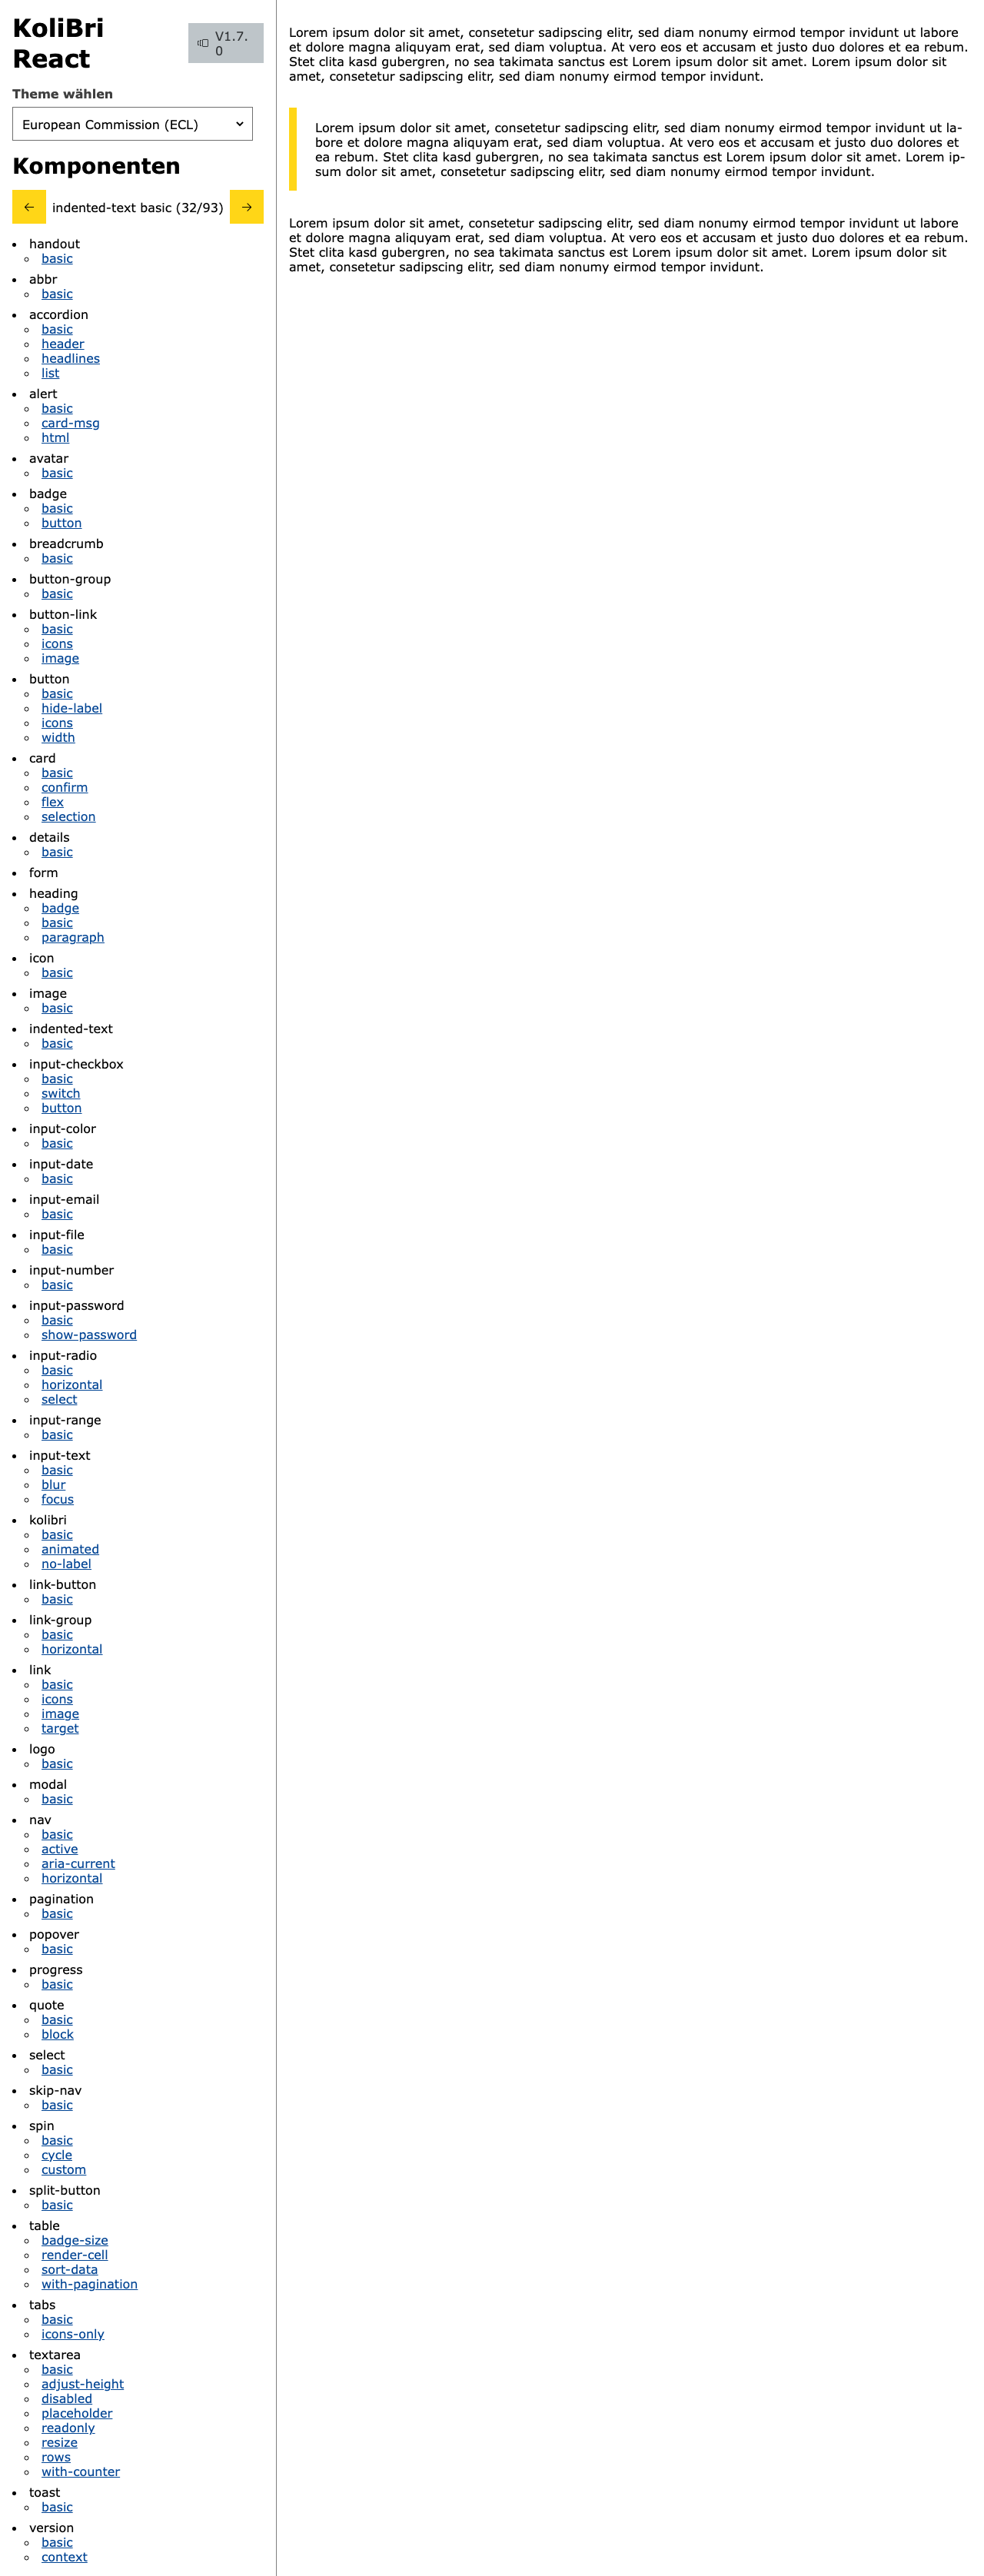 KoliBri
React
V1.7.
0
Theme wählen
European Commission (ECL)
Komponenten
indented-text basic (32/93)
handout
basic
abbr
basic
accordion
basic
header
headlines
list
alert
basic
card-msg
html
avatar
basic
badge
basic
button
breadcrumb
basic
button-group
basic
button-link
basic
icons
image
button
basic
hide-label
icons
width
card
basic
confirm
flex
selection
details
basic
form
heading
badge
basic
paragraph
icon
basic
image
basic
indented-text
basic
input-checkbox
basic
switch
button
input-color
basic
input-date
basic
input-email
basic
input-file
basic
input-number
basic
input-password
basic
show-password
input-radio
basic
horizontal
select
input-range
basic
input-text
basic
blur
focus
kolibri
basic
animated
no-label
link-button
basic
link-group
basic
horizontal
link
basic
icons
image
target
logo
basic
modal
basic
nav
basic
active
aria-current
horizontal
pagination
basic
popover
basic
progress
basic
quote
basic
block
select
basic
skip-nav
basic
spin
basic
cycle
custom
split-button
basic
table
badge-size
render-cell
sort-data
with-pagination
tabs
basic
icons-only
textarea
basic
adjust-height
disabled
placeholder
readonly
resize
rows
with-counter
toast
basic
version
basic
context
Lorem ipsum dolor sit amet, consetetur sadipscing elitr, sed diam nonumy eirmod tempor invidunt ut labore
et dolore magna aliquyam erat, sed diam voluptua. At vero eos et accusam et justo duo dolores et ea rebum.
Stet clita kasd gubergren, no sea takimata sanctus est Lorem ipsum dolor sit amet. Lorem ipsum dolor sit
amet, consetetur sadipscing elitr, sed diam nonumy eirmod tempor invidunt.
Lorem ipsum dolor sit amet, consetetur sadipscing elitr, sed diam nonumy eirmod tempor invidunt ut la-
bore et dolore magna aliquyam erat, sed diam voluptua. At vero eos et accusam et justo duo dolores et
ea rebum. Stet clita kasd gubergren, no sea takimata sanctus est Lorem ipsum dolor sit amet. Lorem ip-
sum dolor sit amet, consetetur sadipscing elitr, sed diam nonumy eirmod tempor invidunt.
Lorem ipsum dolor sit amet, consetetur sadipscing elitr, sed diam nonumy eirmod tempor invidunt ut labore
et dolore magna aliquyam erat, sed diam voluptua. At vero eos et accusam et justo duo dolores et ea rebum.
Stet clita kasd gubergren, no sea takimata sanctus est Lorem ipsum dolor sit amet. Lorem ipsum dolor sit
amet, consetetur sadipscing elitr, sed diam nonumy eirmod tempor invidunt.